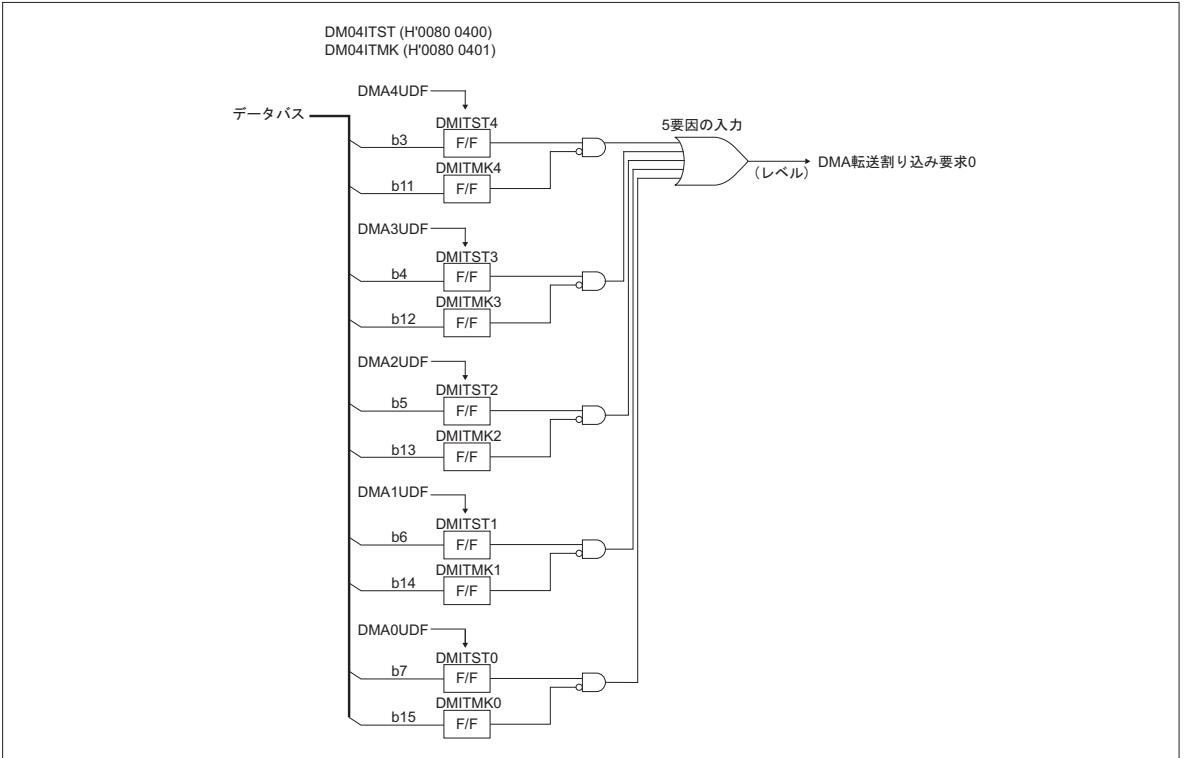 DM04ITST (H'0080 0400)
DM04ITMK (H'0080 0401)
データバス
DMA4UDF
DMITST4
b3
F/F
DMITMK4
b11
F/F
5要因の入力
(レベル)
DMA転送割り込み要求0
DMA3UDF
DMITST3
b4
F/F
DMITMK3
b12
F/F
DMA2UDF
DMITST2
b5
F/F
DMITMK2
b13
F/F
DMA1UDF
DMITST1
b6
F/F
DMITMK1
b14
F/F
DMA0UDF
DMITST0
b7
F/F
DMITMK0
b15
F/F